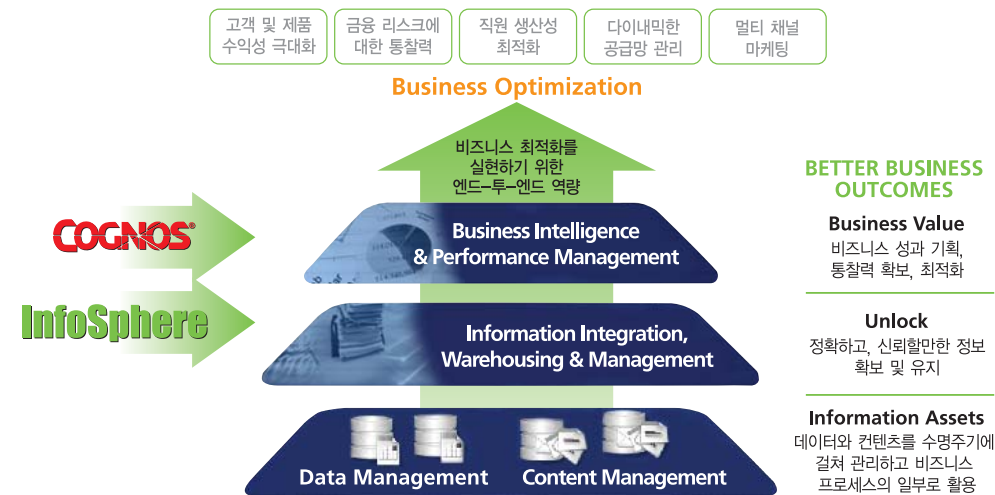 고객 및 제품
수익성 극대화
금융 리스크에
대한 통찰력
직원 생산성
최적화
다이내믹한
공급망 관리
멀티 채널
마케팅
Business Optimization
비즈니스 최적화를
실현하기 위한
엔드-투-엔드 역량
COGNOS®
InfoSphere
Business Intelligence
& Performance Management
Information Integration,
Warehousing & Management
Data Management
Content Management
BETTER BUSINESS
OUTCOMES
Business Value
비즈니스 성과 기획,
통찰력 확보, 최적화
Unlock
정확하고, 신뢰할만한 정보
확보 및 유지
Information Assets
데이터와 컨텐츠를 수명주기에
걸쳐 관리하고 비즈니스
프로세스의 일부로 활용